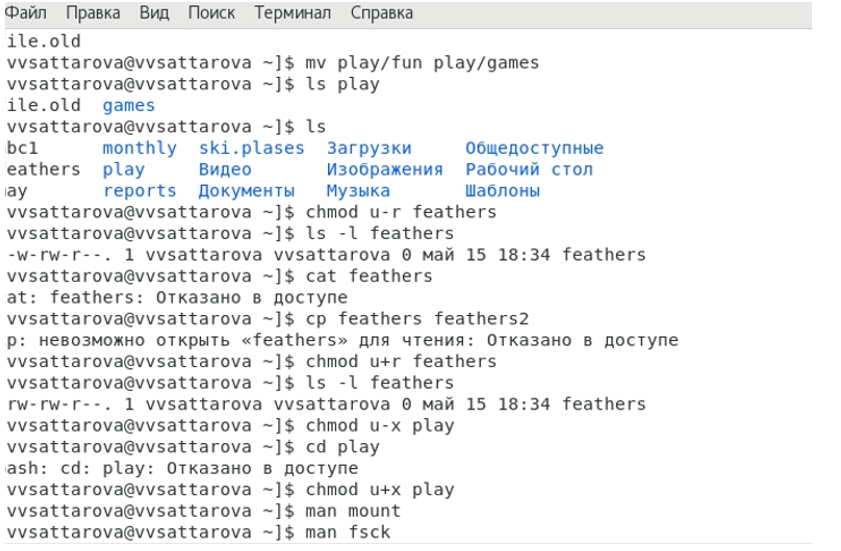 Файл Правка Вид Поиск Терминал Справка
ile.old
vvsattarova@vvsattarova ~]$ mv play/fun play/games
vvsattarova@vvsattarova ~]$ ls play
ile.old games
vvsattarova@vvsattarova ~]$ ls
bc1 monthly ski.plases Загрузки Общедоступные
eathers play Видео Изображения Рабочий стол
ay reports Документы Музыка Шаблоны
vvsattarova@vvsattarova ~]$ chmod u-r feathers
vvsattarova@vvsattarova ~]$ ls -l feathers
-w-rw-r--. 1 vvsattarova vvsattarova 0 май 15 18:34 feathers
vvsattarova@vvsattarova ~]$ cat feathers
at: feathers: Отказано в доступе
vvsattarova@vvsattarova ~]$ cp feathers feathers2
p: невозможно открыть «feathers» для чтения: Отказано в доступе
vvsattarova@vvsattarova ~]$ chmod u+r feathers
vvsattarova@vvsattarova ~]$ ls -l feathers
rw-rw-r--. 1 vvsattarova vvsattarova 0 май 15 18:34 feathers
vvsattarova@vvsattarova ~]$ chmod u-x play
vvsattarova@vvsattarova ~]$ cd play
ash: cd: play: Отказано в доступе
vvsattarova@vvsattarova ~]$ chmod u+x play
vvsattarova@vvsattarova ~]$ man mount
vvsattarova@vvsattarova ~]$ man fsck